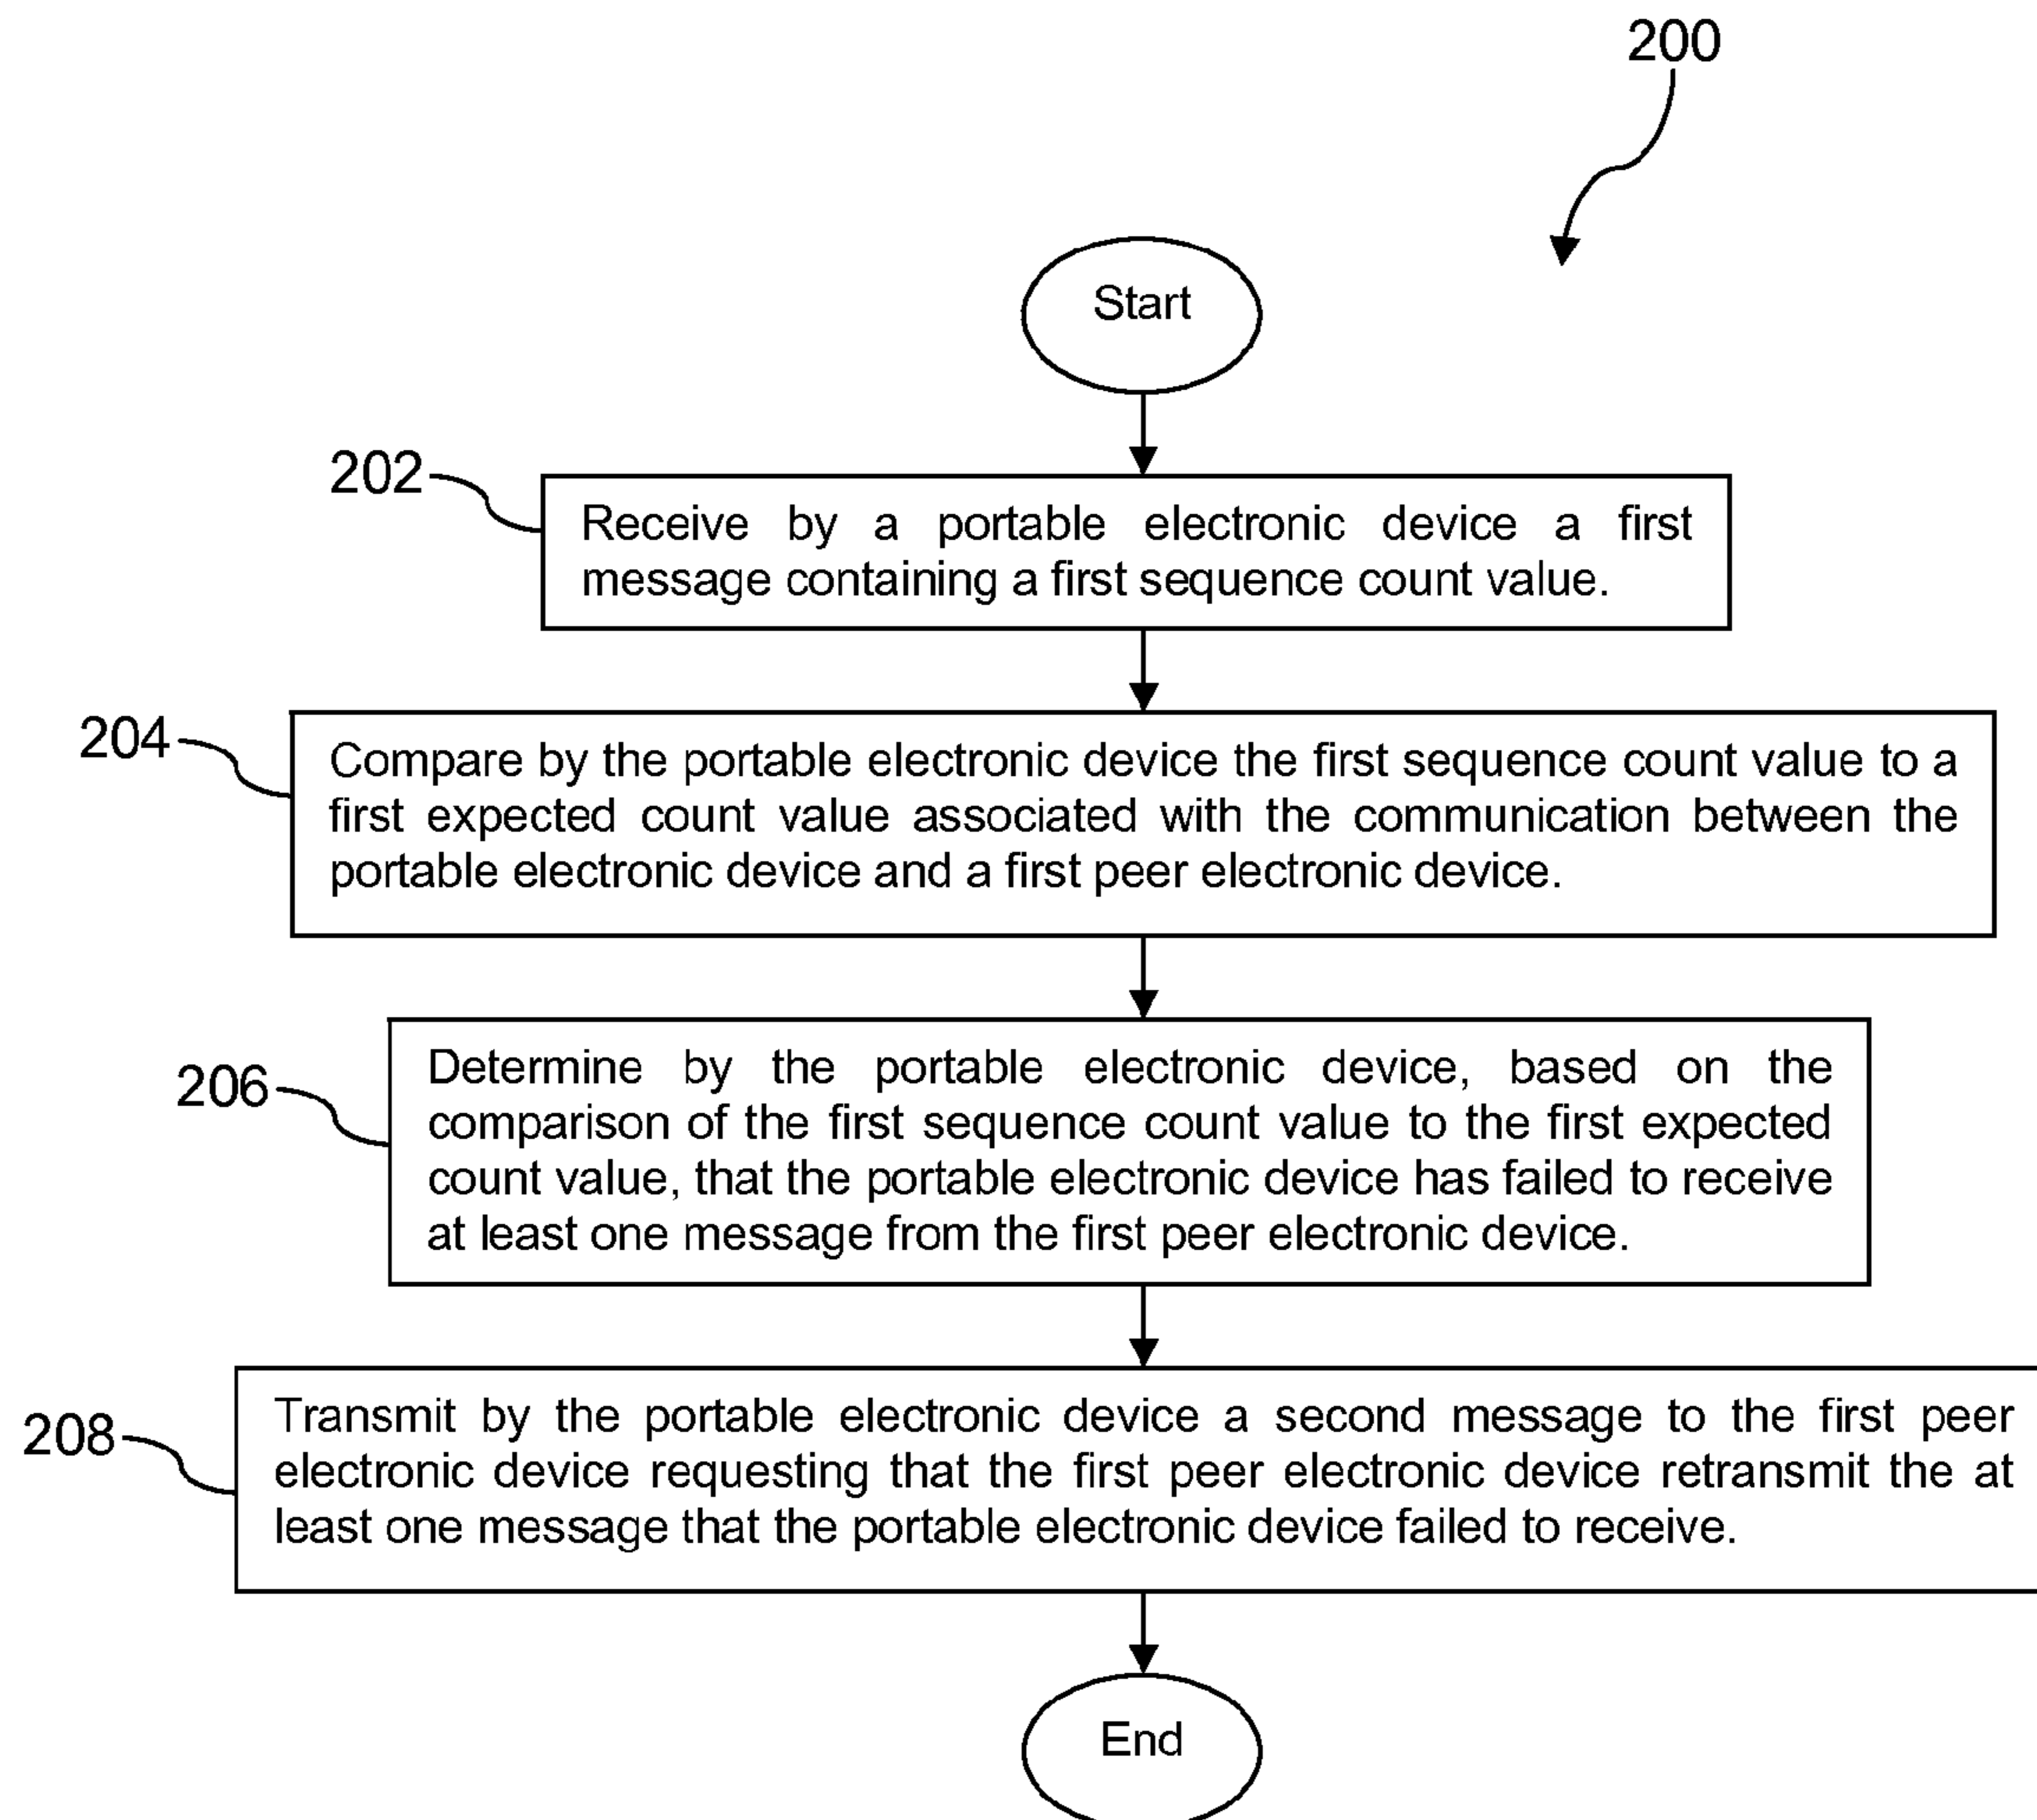 200
Start
202
Receive by a portable electronic device a first
message containing a first sequence count value.
204
Compare by the portable electronic device the first sequence count value to a
first expected count value associated with the communication between the
portable electronic device and a first peer electronic device.
206
Determine by the portable electronic device, based on the
comparison of the first sequence count value to the first expected
count value, that the portable electronic device has failed to receive
at least one message from the first peer electronic device.
208
Transmit by the portable electronic device a second message to the first peer
electronic device requesting that the first peer electronic device retransmit the at
least one message that the portable electronic device failed to receive.
End